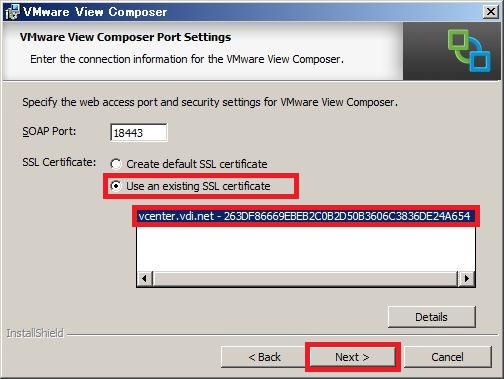 VMware View Composer
VMware View Composer Port Settings
Enter the connection information for the VMware View Composer.
Specify the web access port and security settings for VMware View Composer.
SOAP Port: 18443
SSL Certificate: Create default SSL certificate
Use an existing SSL certificate
vcenter.vdi.net - 263DF86669EBEB2C0B2D50B3606C3836DE24A654
Details
InstallShield
< Back Next > Cancel